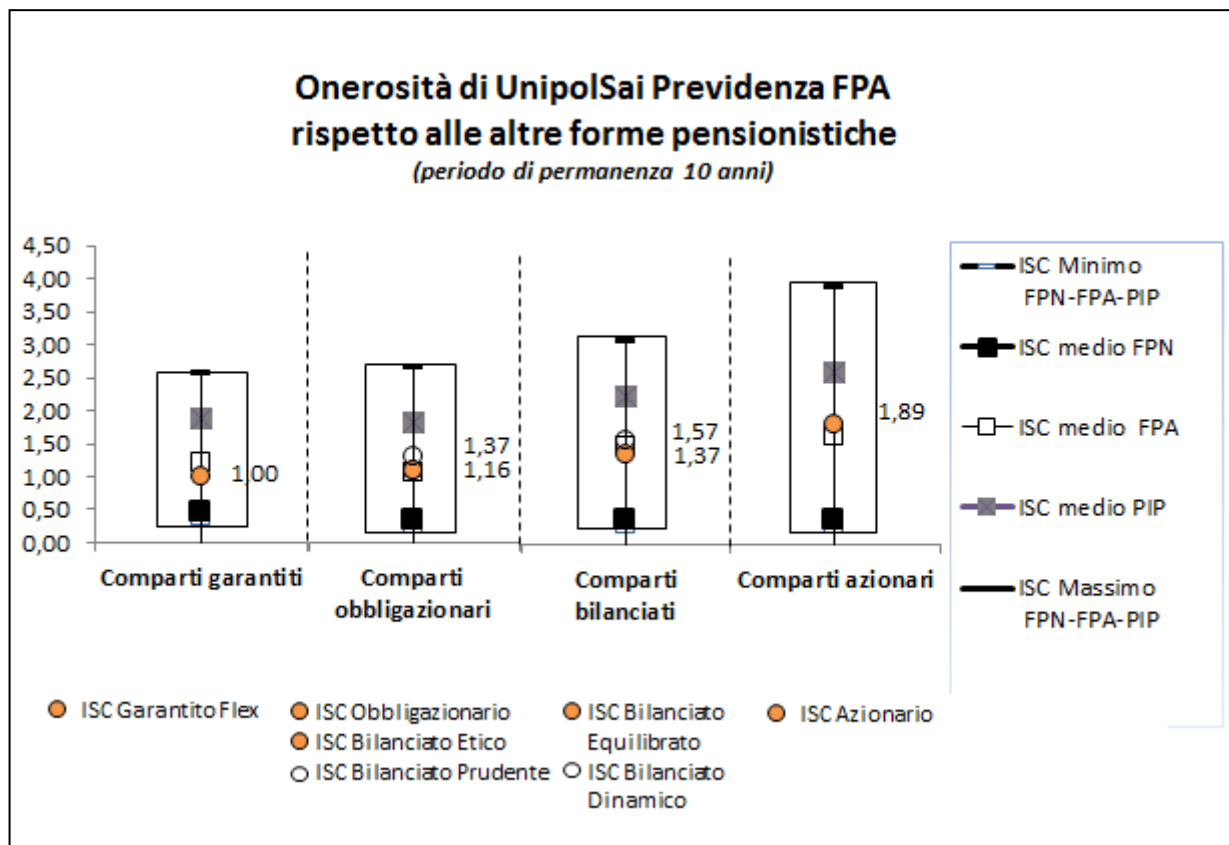 Onerosità di UnipolSai Previdenza FPA
rispetto alle altre forme pensionistiche
(periodo di permanenza 10 anni)
4,50
4,00
3,50
3,00
2,50
2,00
1,50
1,00
0,50
0,00
1,00
1,37
1,16
1,57
1,37
1,89
Comparti garantiti
Comparti
obbligazionari
Comparti
bilanciati
Comparti azionari
ISC Minimo
FPN-FPA-PIP
ISC medio FPN
ISC medio FPA
ISC medio PIP
ISC Massimo
FPN-FPA-PIP
ISC Garantito Flex
ISC Obbligazionario
ISC Bilanciato Etico
ISC Bilanciato Prudente
ISC Bilanciato
Equilibrato
ISC Bilanciato
Dinamico
ISC Azionario